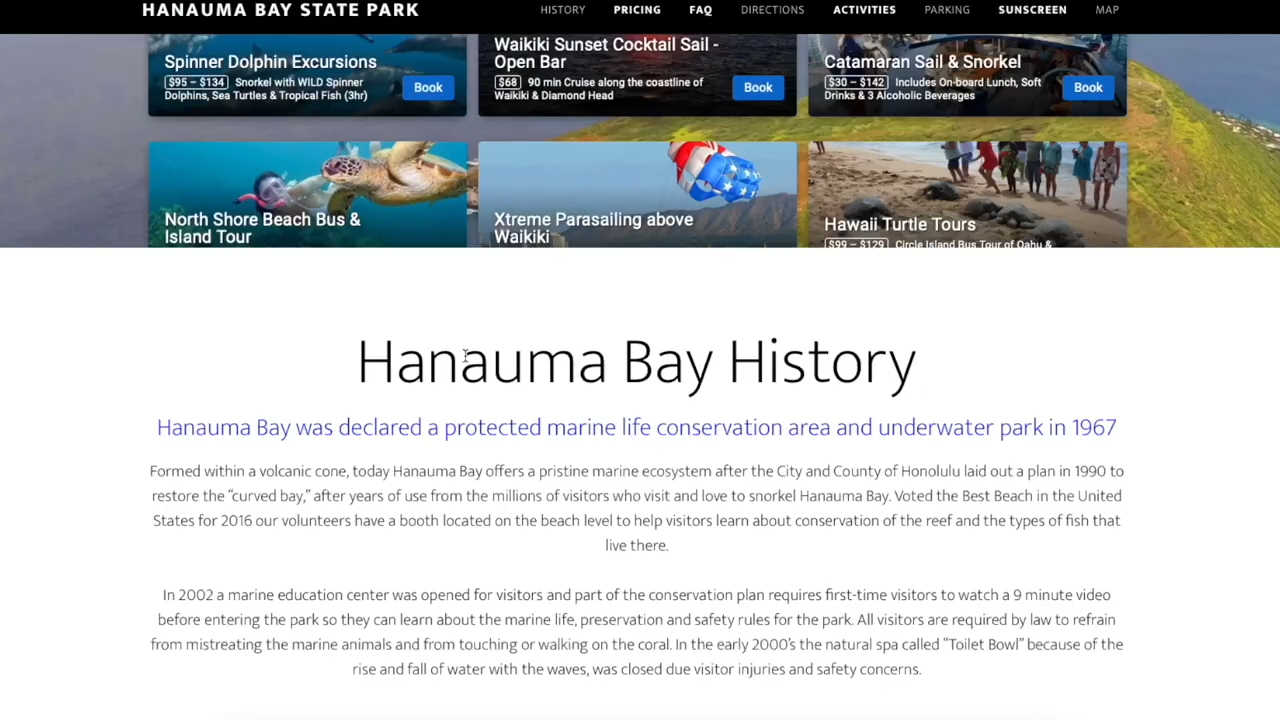 HANAUMA BAY STATE PARK
HISTORY PRICING FAQ DIRECTIONS ACTIVITIES PARKING SUNSCREEN MAP
Spinner Dolphin Excursions
$95 – $134 Snorkel with WILD Spinner
Dolphins, Sea Turtles & Tropical Fish (3hr)
Book
Waikiki Sunset Cocktail Sail -
Open Bar
$68 90 min Cruise along the coastline of
Waikiki & Diamond Head
Book
Catamaran Sail & Snorkel
$30 – $142 Includes On-board Lunch, Soft
Drinks & 3 Alcoholic Beverages
Book
North Shore Beach Bus &
Island Tour
Xtreme Parasailing above
Waikiki
Hawaii Turtle Tours
$99 – $129 Circle Island Bus Tour of Oahu &
Hanauma Bay History
Hanauma Bay was declared a protected marine life conservation area and underwater park in 1967
Formed within a volcanic cone, today Hanauma Bay offers a pristine marine ecosystem after the City and County of Honolulu laid out a plan in 1990 to
restore the “curved bay,” after years of use from the millions of visitors who visit and love to snorkel Hanauma Bay. Voted the Best Beach in the United
States for 2016 our volunteers have a booth located on the beach level to help visitors learn about conservation of the reef and the types of fish that
live there.
In 2002 a marine education center was opened for visitors and part of the conservation plan requires first-time visitors to watch a 9 minute video
before entering the park so they can learn about the marine life, preservation and safety rules for the park. All visitors are required by law to refrain
from mistreating the marine animals and from touching or walking on the coral. In the early 2000’s the natural spa called “Toilet Bowl” because of the
rise and fall of water with the waves, was closed due visitor injuries and safety concerns.